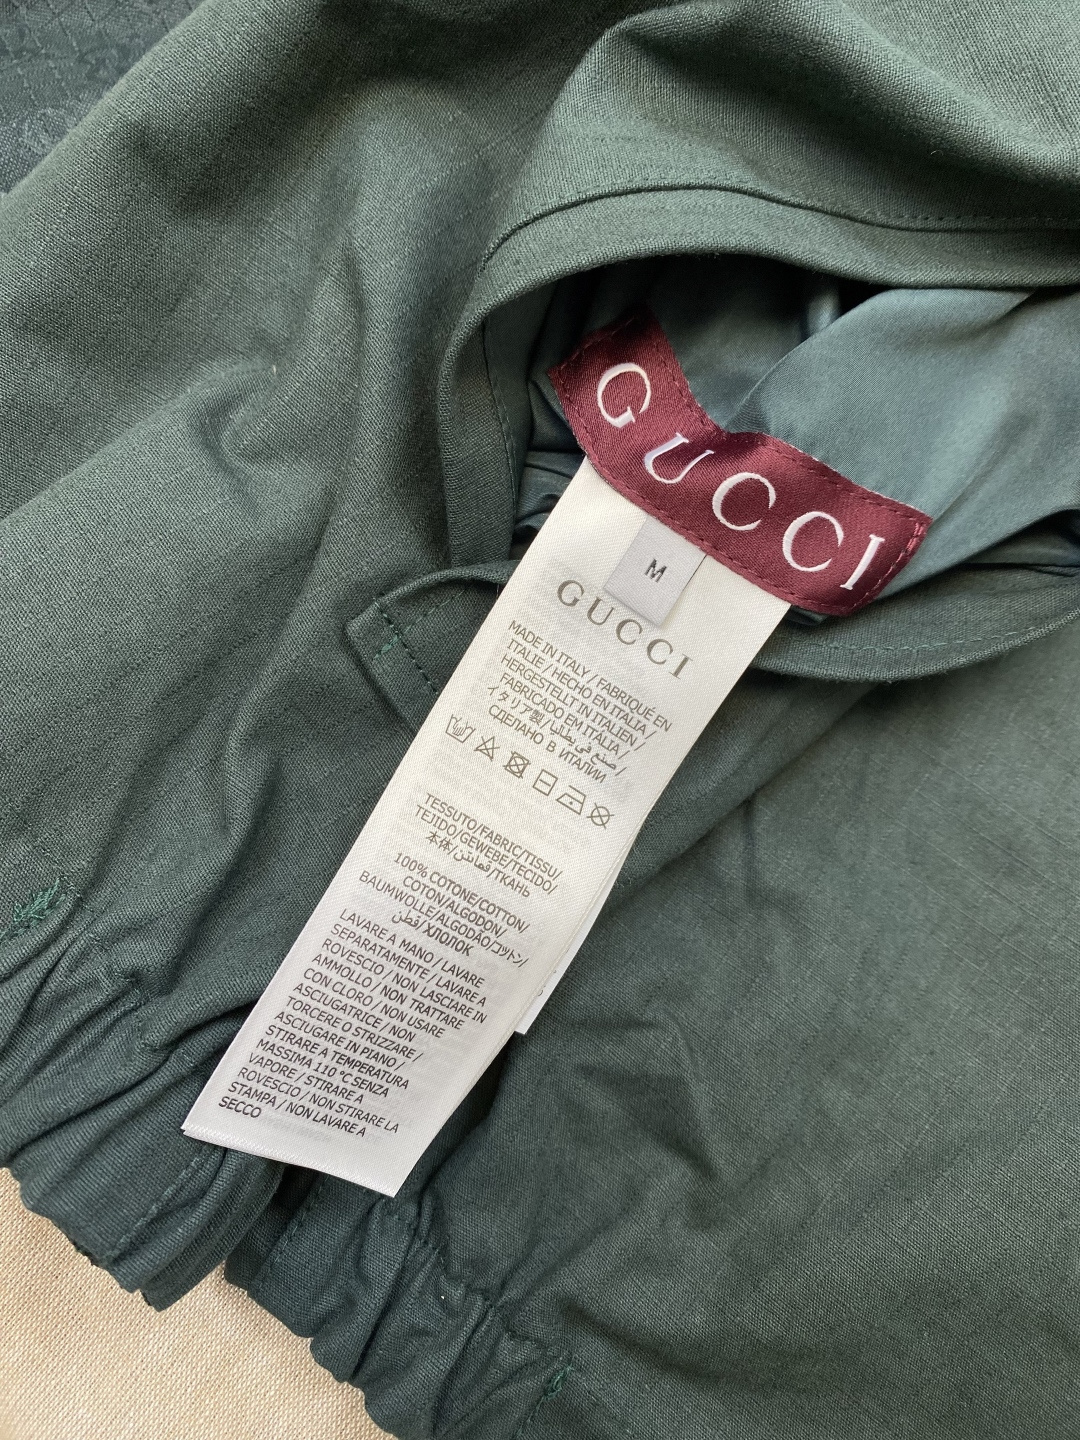 GUCCI
M
GUCCI
MADE IN ITALY / FABRIQUÉ EN
ITALIE / HECHO EN ITALIA /
HERGESTELLT IN ITALIEN /
FABRICADO EM ITÁLIA /
イタリア製 / صنع في بطاليا /
СДЕЛАНО В ИТАЛИИ
TESSUTO/FABRIC/TISSU/
TEJIDO/GEWEBE/TECIDO/
本体/قماشتن/ТКАНЬ
100% COTONE/COTTON/
COTON/ALGODON/
BAUMWOLLE/ALGODÃO/コットン/
قطن/ХЛОПОК
LAVARE A MANO / LAVARE
SEPARATAMENTE / LAVARE A
ROVESCIO / NON LASCIARE IN
AMMOLLO / NON TRATTARE
CON CLORO / NON USARE
ASCIUGATRICE / NON
TORCERE O STRIZZARE /
ASCIUGARE IN PIANO /
STIRARE A TEMPERATURA
MASSIMA 110 °C SENZA
VAPORE / STIRARE A
ROVESCIO / NON STIRARE LA
STAMPA / NON LAVARE A
SECCO